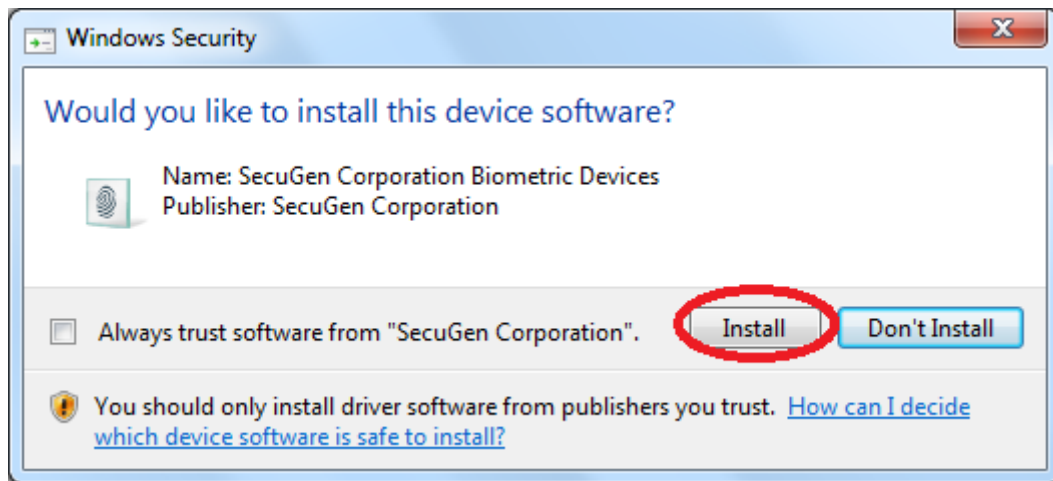 Windows Security
Would you like to install this device software?
Name: SecuGen Corporation Biometric Devices
Publisher: SecuGen Corporation
Always trust software from "SecuGen Corporation".
Install
Don't Install
You should only install driver software from publishers you trust. How can I decide
which device software is safe to install?